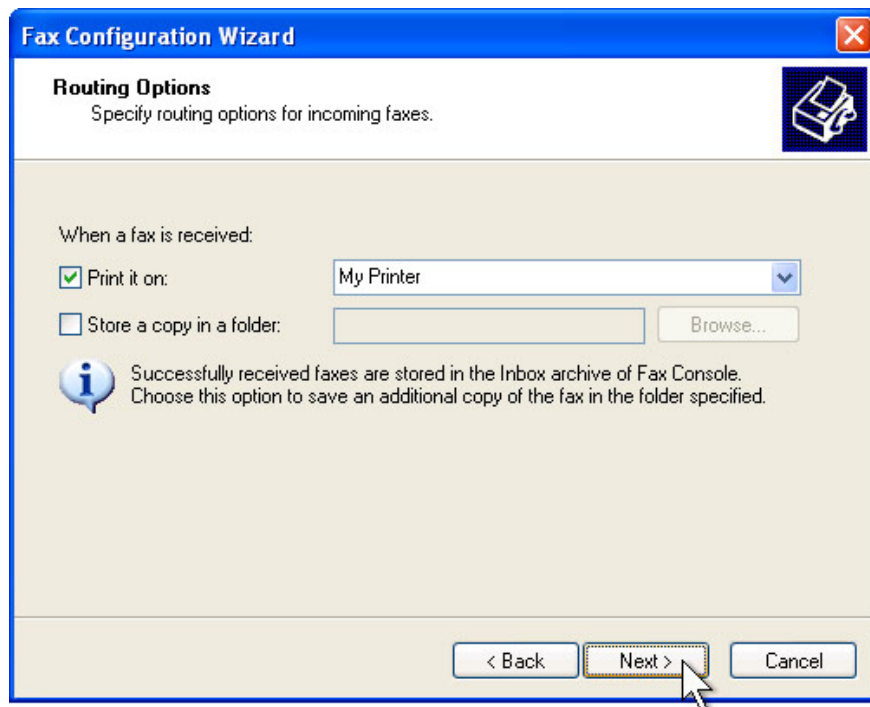 Fax Configuration Wizard
Routing Options
Specify routing options for incoming faxes.
When a fax is received:
Print it on: My Printer
Store a copy in a folder: Browse...
Successfully received faxes are stored in the Inbox archive of Fax Console.
Choose this option to save an additional copy of the fax in the folder specified.
< Back Next > Cancel